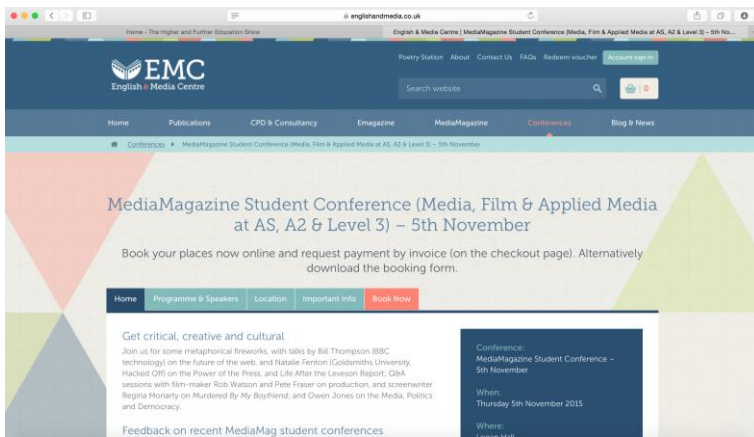 englishandmedia.co.uk
Home - The Higher and Further Education Show
English & Media Centre | MediaMagazine Student Conference (Media, Film & Applied Media at AS, A2 & Level 3) – 5th No...
Poetry Station About Contact Us FAQs Redeem voucher Account sign in
EMC
English & Media Centre
Search website
0
Home Publications CPD & Consultancy Emagazine MediaMagazine Conferences Blog & News
Conferences MediaMagazine Student Conference (Media, Film & Applied Media at AS, A2 & Level 3) – 5th November
MediaMagazine Student Conference (Media, Film & Applied Media
at AS, A2 & Level 3) – 5th November
Book your places now online and request payment by invoice (on the checkout page). Alternatively
download the booking form.
Home Programme & Speakers Location Important Info Book Now
Get critical, creative and cultural
Join us for some metaphorical fireworks, with talks by Bill Thompson (BBC
technology) on the future of the web, and Natalie Fenton (Goldsmiths University,
Hacked Off) on the Power of the Press, and Life After the Leveson Report; Q&A
sessions with film-maker Rob Watson and Pete Fraser on production, and screenwriter
Regina Moriarty on Murdered By My Boyfriend; and Owen Jones on the Media, Politics
and Democracy.
Feedback on recent MediaMag student conferences
Conference:
MediaMagazine Student Conference –
5th November
When:
Thursday 5th November 2015
Where:
Logan Hall